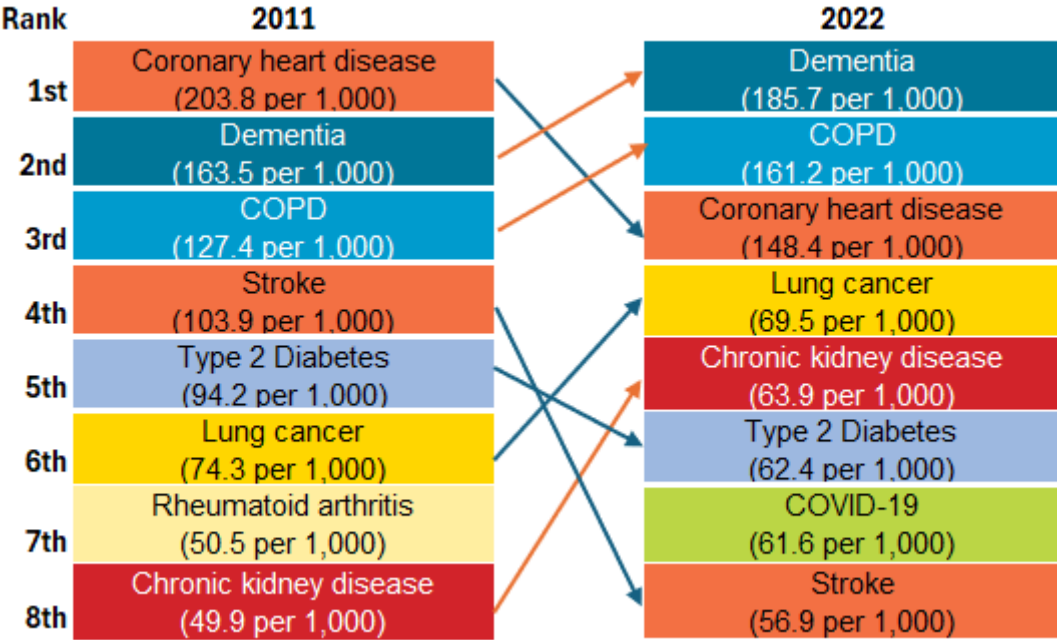 Rank 2011 2022
1st
Coronary heart disease
(203.8 per 1,000)
Dementia
(185.7 per 1,000)
2nd
Dementia
(163.5 per 1,000)
COPD
(161.2 per 1,000)
3rd
COPD
(127.4 per 1,000)
Coronary heart disease
(148.4 per 1,000)
4th
Stroke
(103.9 per 1,000)
Lung cancer
(69.5 per 1,000)
5th
Type 2 Diabetes
(94.2 per 1,000)
Chronic kidney disease
(63.9 per 1,000)
6th
Lung cancer
(74.3 per 1,000)
Type 2 Diabetes
(62.4 per 1,000)
7th
Rheumatoid arthritis
(50.5 per 1,000)
COVID-19
(61.6 per 1,000)
8th
Chronic kidney disease
(49.9 per 1,000)
Stroke
(56.9 per 1,000)